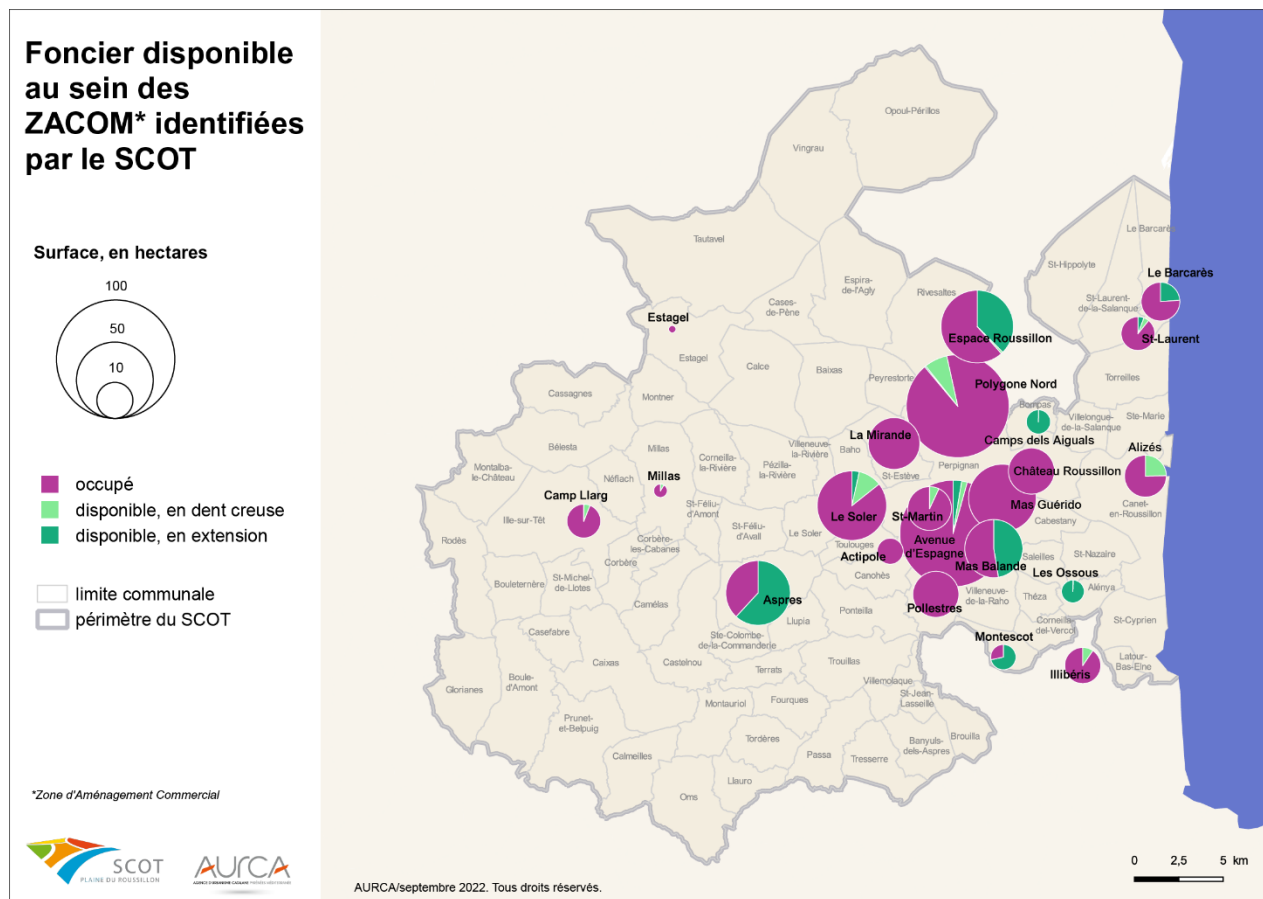 Foncier disponible
au sein des
ZACOM* identifiées
par le SCOT
Surface, en hectares
100
50
10
occupé
disponible, en dent creuse
disponible, en extension
limite communale
périmètre du SCOT
*Zone d'Aménagement Commercial
SCOT
PLAINE DU ROUSSILLON
AURCA
AURCA/septembre 2022. Tous droits réservés.
0 2,5 5 km
Opoul-Périllos
Vingrau
Tautavel
Le Barcarès
St-Hippolyte
Le Barcarès
Espira-
de-l'Agly
Rivesaltes
St-Laurent-
de-la-Salanque
Cases-
de-Pène
Estagel
St-Laurent
Espace Roussillon
Estagel
Calce
Baixas
Peyrestortes
Torreilles
Polygone Nord
Cassagnes
Montner
Bompas
Villelongue-
de-la-Salanque
Ste-Marie
La Mirande
Camps dels Aiguals
Bélesta
Millas
Corneilla-
la-Rivière
Pézilla-
la-Rivière
Villeneuve-
la-Rivière
Baho
Alizés
Montalba-
le-Château
Néfiach
Millas
St-Estève
Perpignan
Château Roussillon
Camp Llarg
Canet-
en-Roussillon
Ille-sur-Têt
St-Féliu-
d'Amont
Le Soler
St-Martin
Mas Guérido
Cabestany
Rodès
Corbère-
les-Cabanes
St-Féliu-
d'Avall
Le Soler
Toulouges
Avenue
d'Espagne
Corbère
Actipole
Saleilles
St-Nazaire
Bouleternère
St-Michel-
de-Llotes
Canohès
Mas Balande
Les Ossous
Alénya
Camélas
Aspres
Villeneuve-
de-la-Raho
Théza
Pollestres
Llupia
Ponteilla
Corneilla-
del-Vercol
St-Cyprien
Casefabre
Ste-Colombe-
de-la-Commanderie
Montescot
Caixas
Castelnou
Terrats
Trouillas
Latour-
Bas-Elne
Illibéris
Glorianes
Boule-
d'Amont
Villemolaque
Montauriol
Fourques
St-Jean-
Lasseille
Prunet-
et-Belpuig
Tordères
Brouilla
Calmeilles
Passa
Tresserre
Banyuls-
dels-Aspres
Llauro
Oms